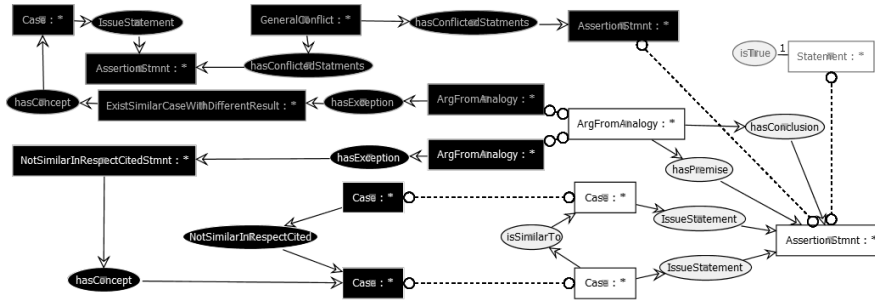 Case : *
IssueStatement
GeneralConflict : *
hasConflictedStatments
AssertionStmnt : *
isTrue
1
Statement : *
AssertionStmnt : *
hasConflictedStatments
hasConcept
ExistSimilarCaseWithDifferentResult : *
hasException
ArgFromAnalogy : *
ArgFromAnalogy : *
hasConclusion
NotSimilarInRespectCitedStmnt : *
hasException
ArgFromAnalogy : *
hasPremise
Case : *
Case : *
IssueStatement
NotSimilarInRespectCited
isSimilarTo
AssertionStmnt : *
hasConcept
Case : *
Case : *
IssueStatement